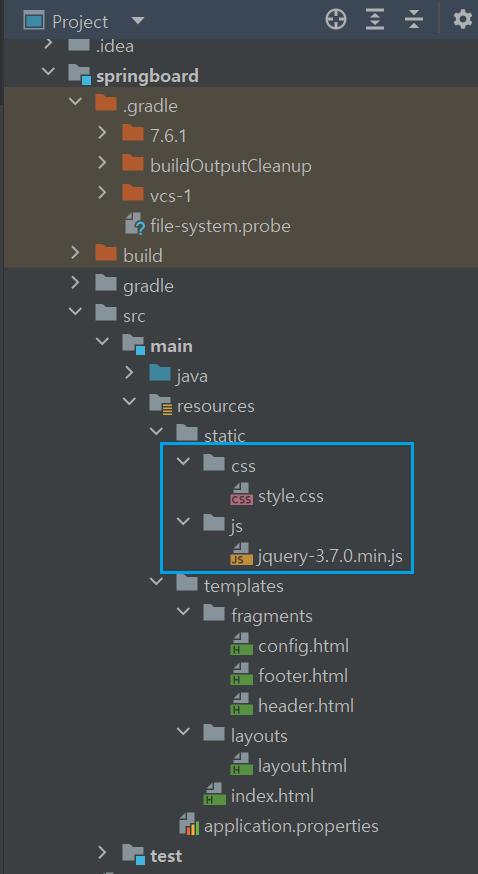 Project
.idea
springboard
.gradle
7.6.1
buildOutputCleanup
vcs-1
file-system.probe
build
gradle
src
main
java
resources
static
css
style.css
js
jquery-3.7.0.min.js
templates
fragments
config.html
footer.html
header.html
layouts
layout.html
index.html
application.properties
test